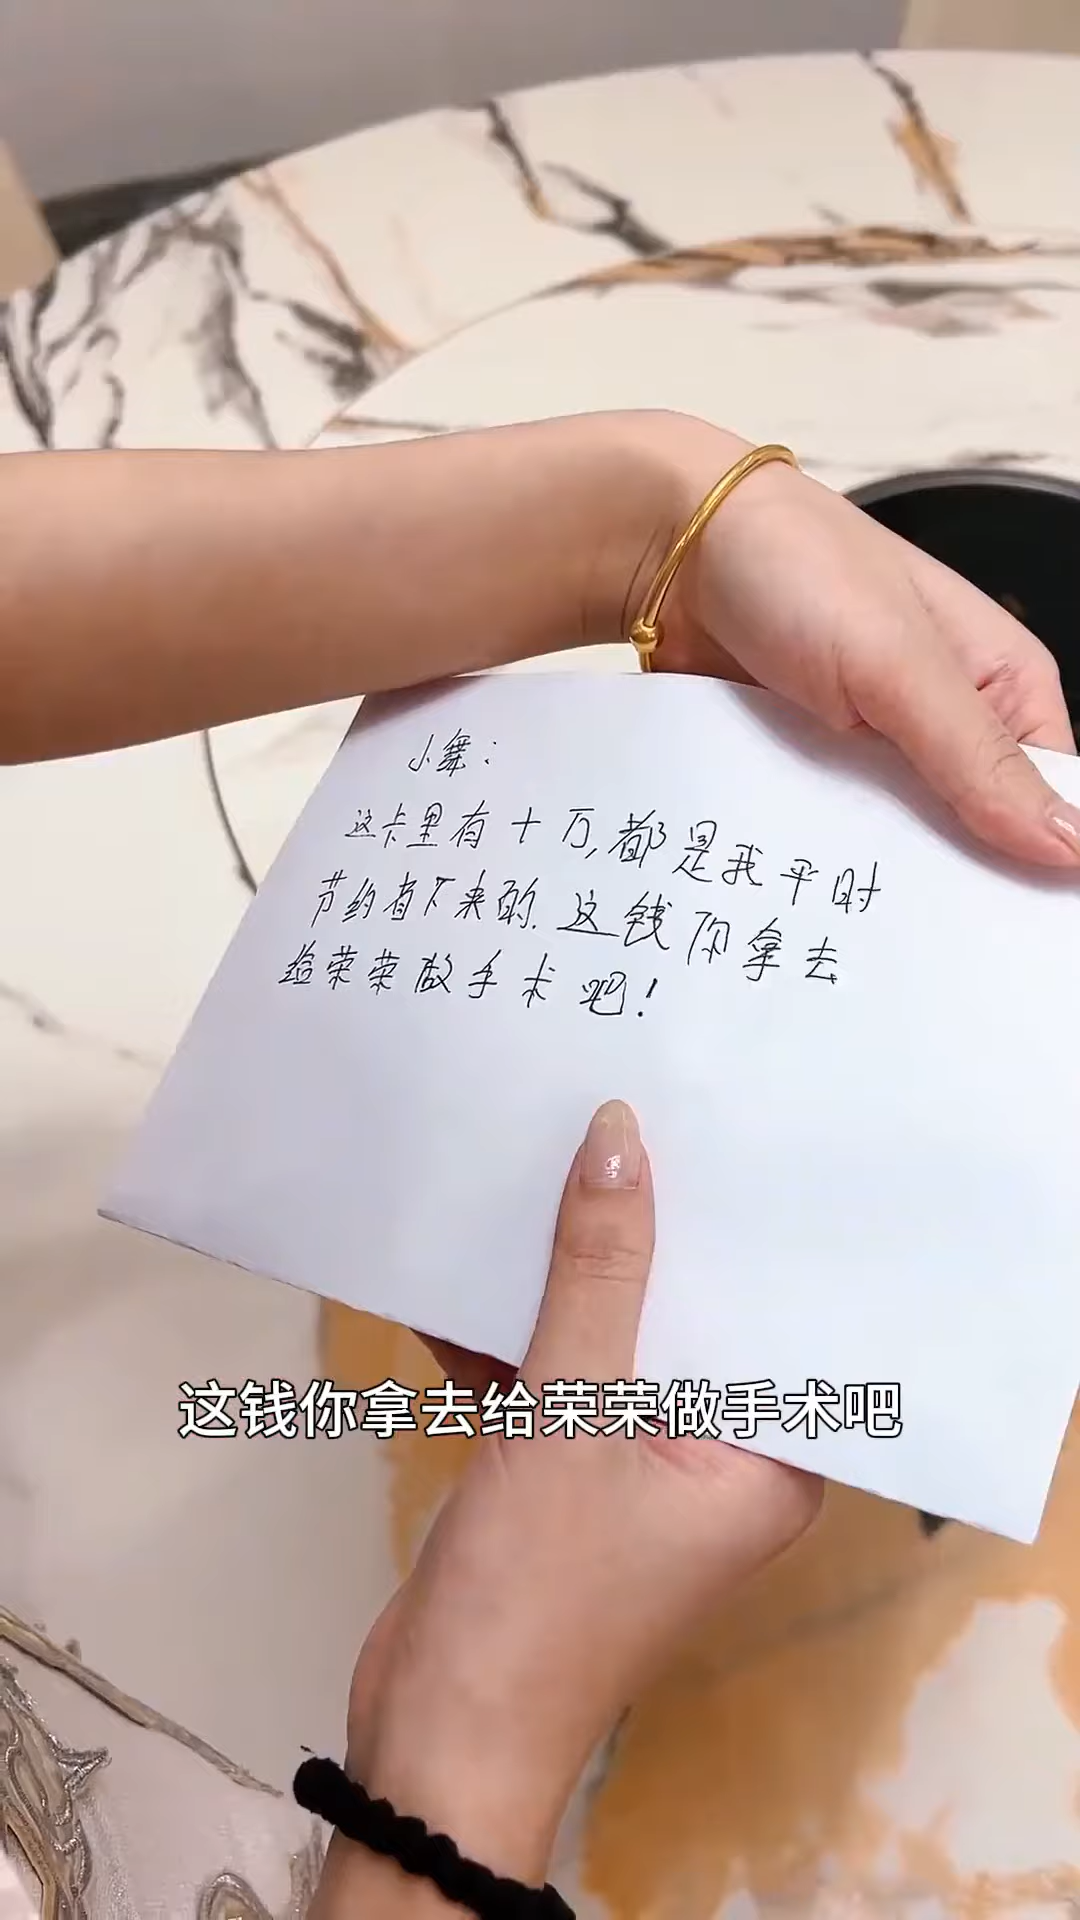 小舞：
这卡里有十万,都是我平时
节约省下来的.这钱你拿去
给荣荣做手术吧!
这钱你拿去给荣荣做手术吧